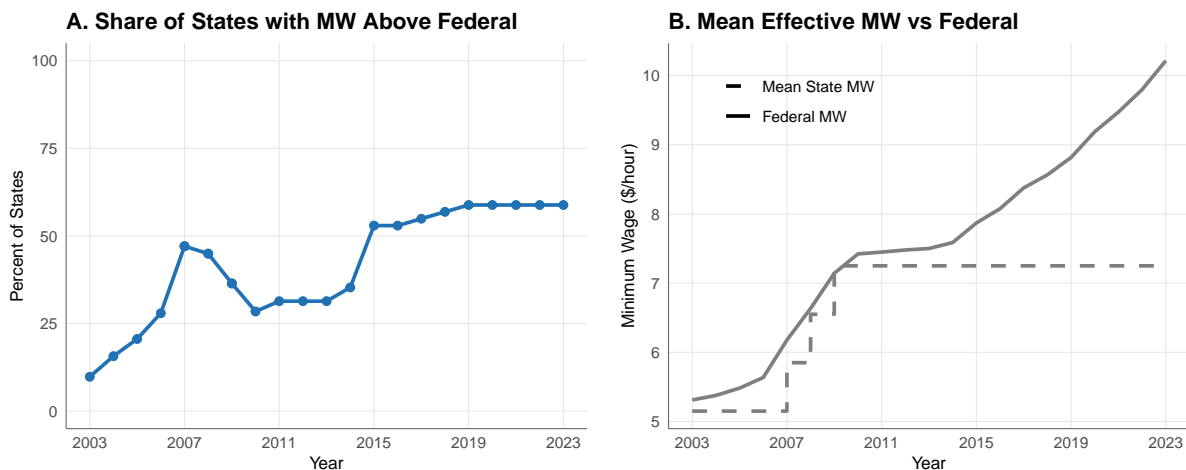 A. Share of States with MW Above Federal
Percent of States
100
75
50
25
0
2003 2007 2011 2015 2019 2023
Year
B. Mean Effective MW vs Federal
Minimum Wage ($/hour)
Mean State MW
Federal MW
10
9
8
7
6
5
2003 2007 2011 2015 2019 2023
Year